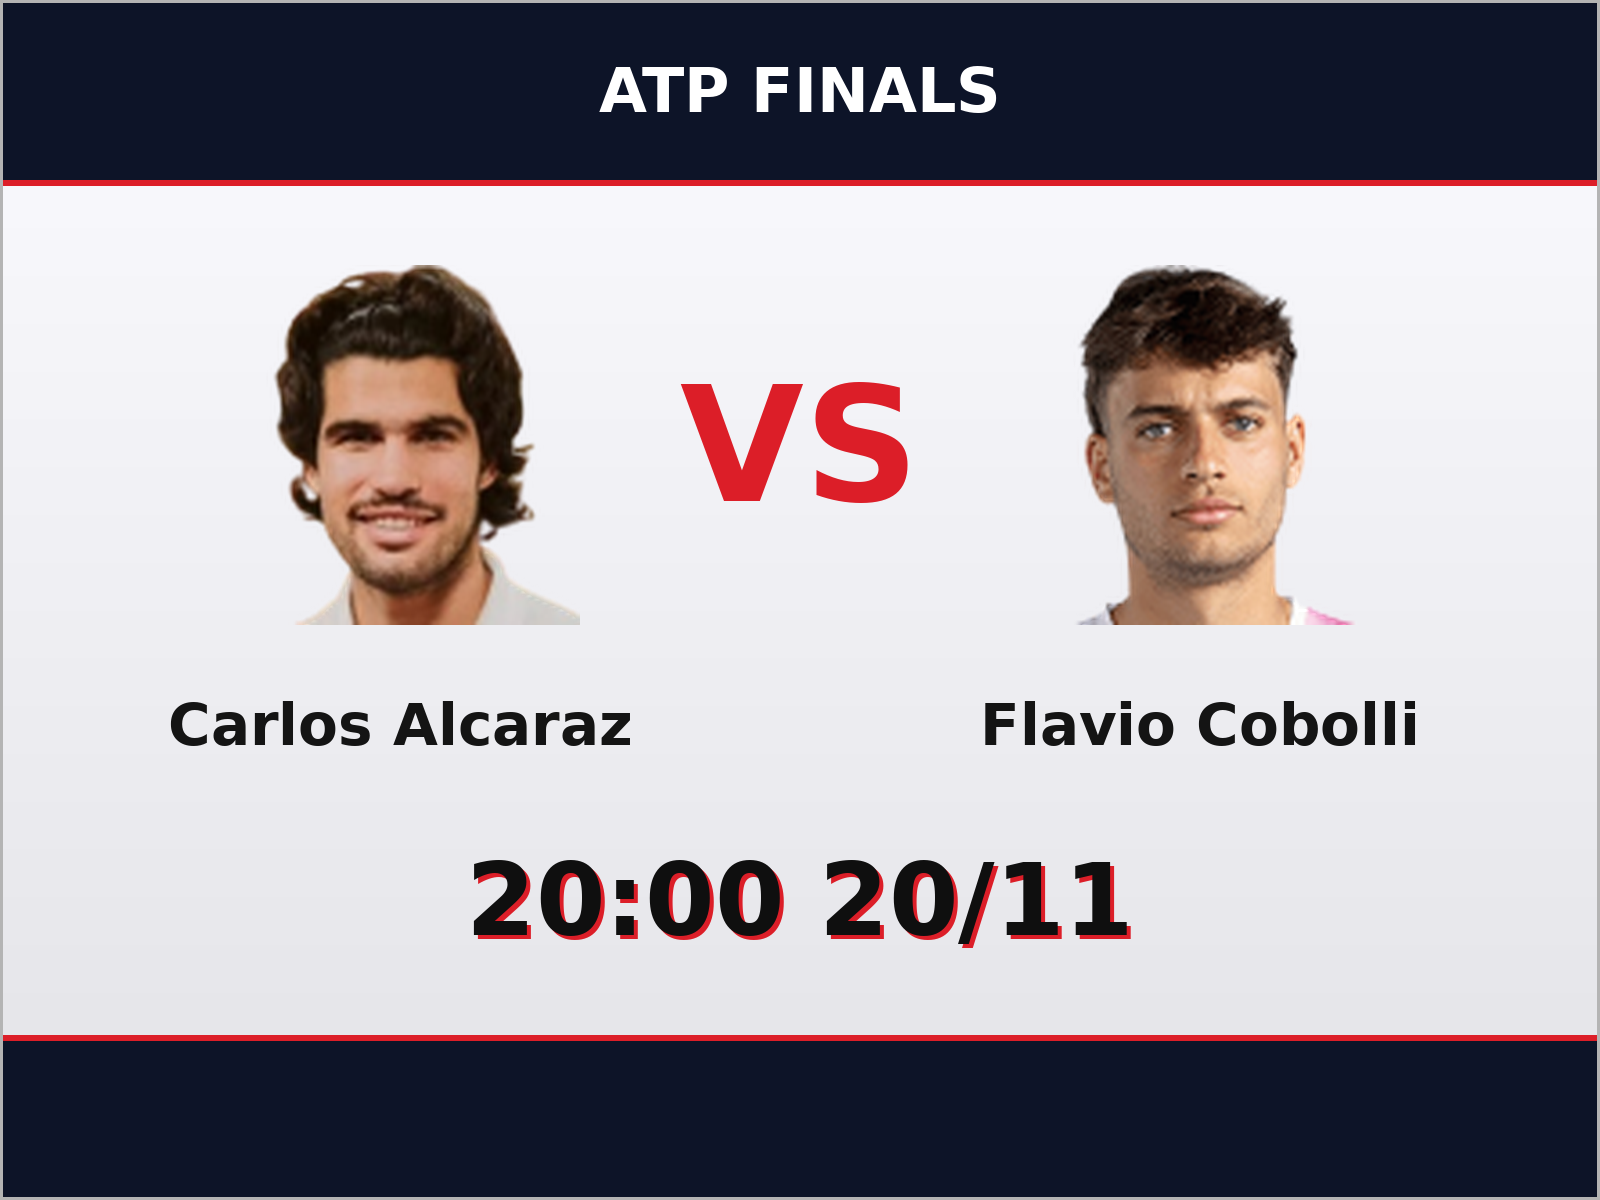 ATP FINALS
VS
Carlos Alcaraz
Flavio Cobolli
20:00 20/11